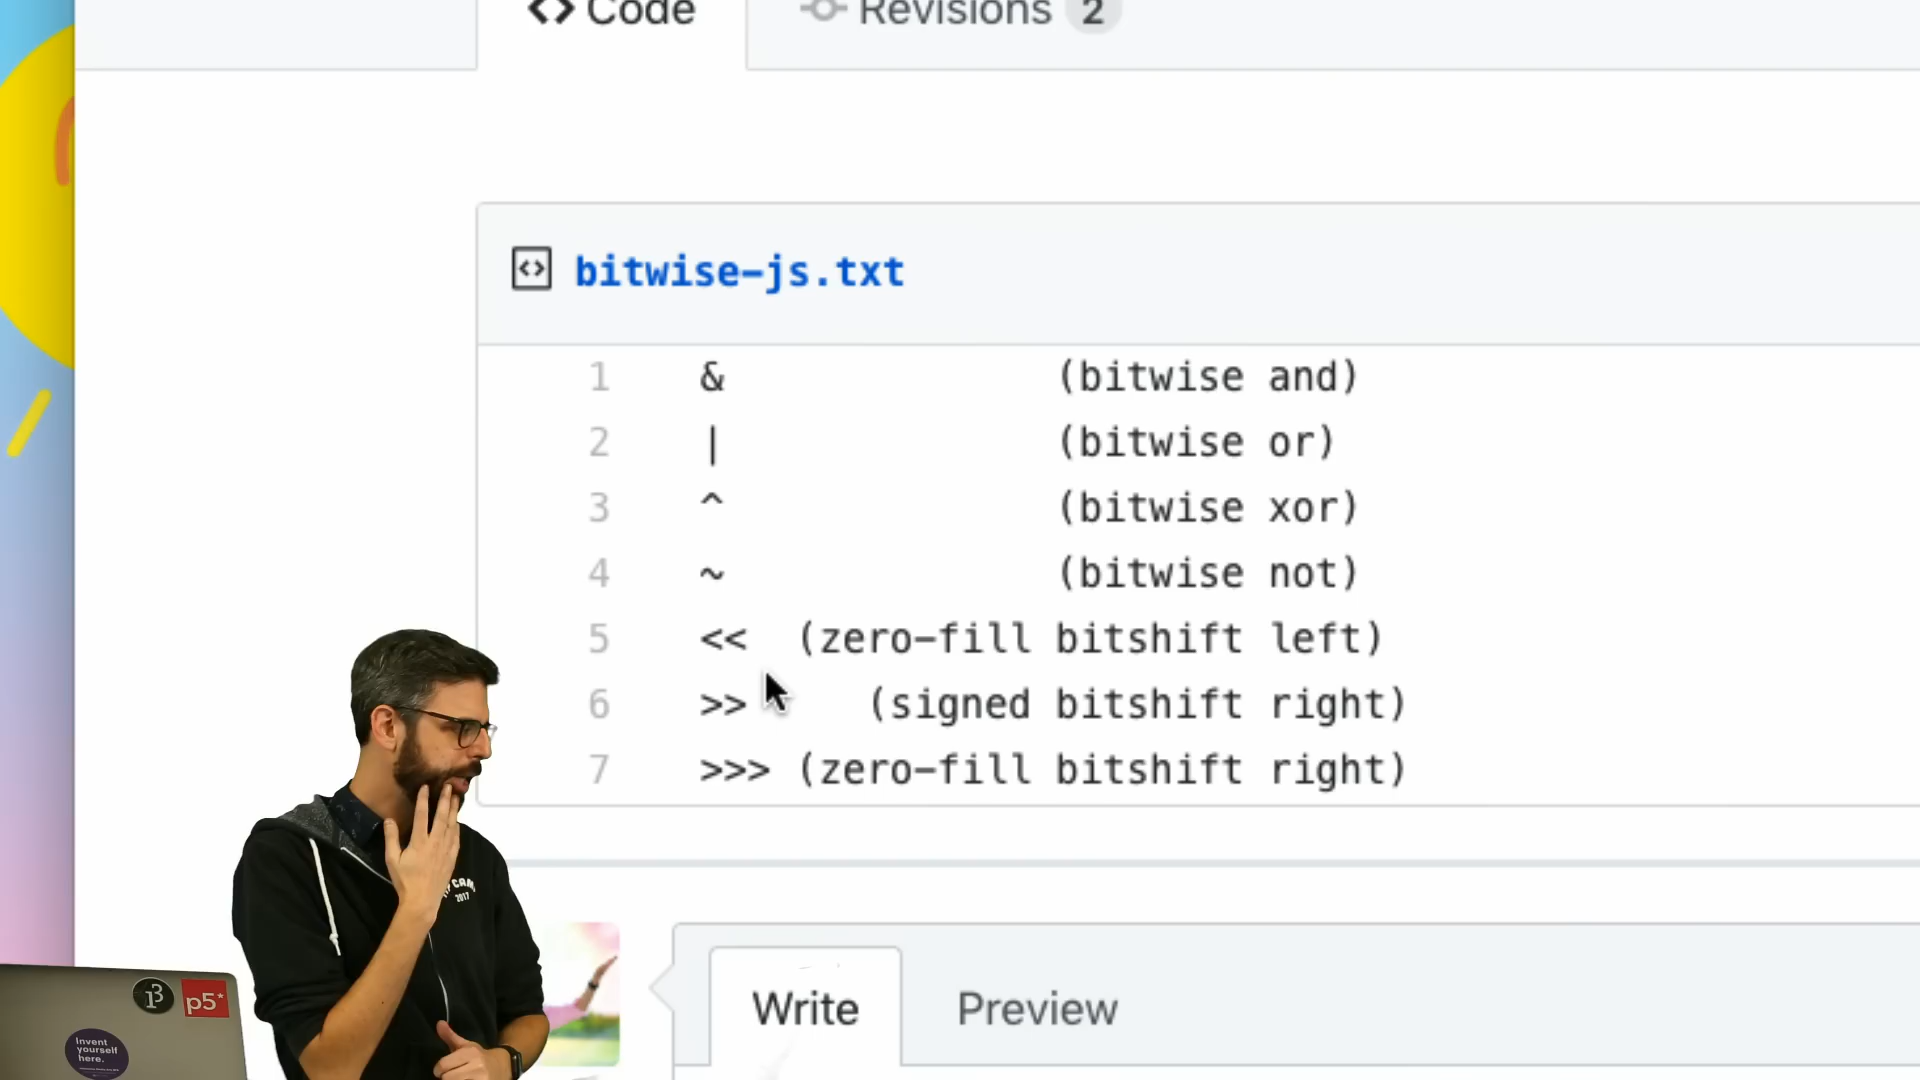 <> Code
Revisions 2
bitwise-js.txt
1 & (bitwise and)
2 | (bitwise or)
3 ^ (bitwise xor)
4 ~ (bitwise not)
5 << (zero-fill bitshift left)
6 >> (signed bitshift right)
7 >>> (zero-fill bitshift right)
Write
Preview
CAM
2017
p5*
Invent
yourself
here.